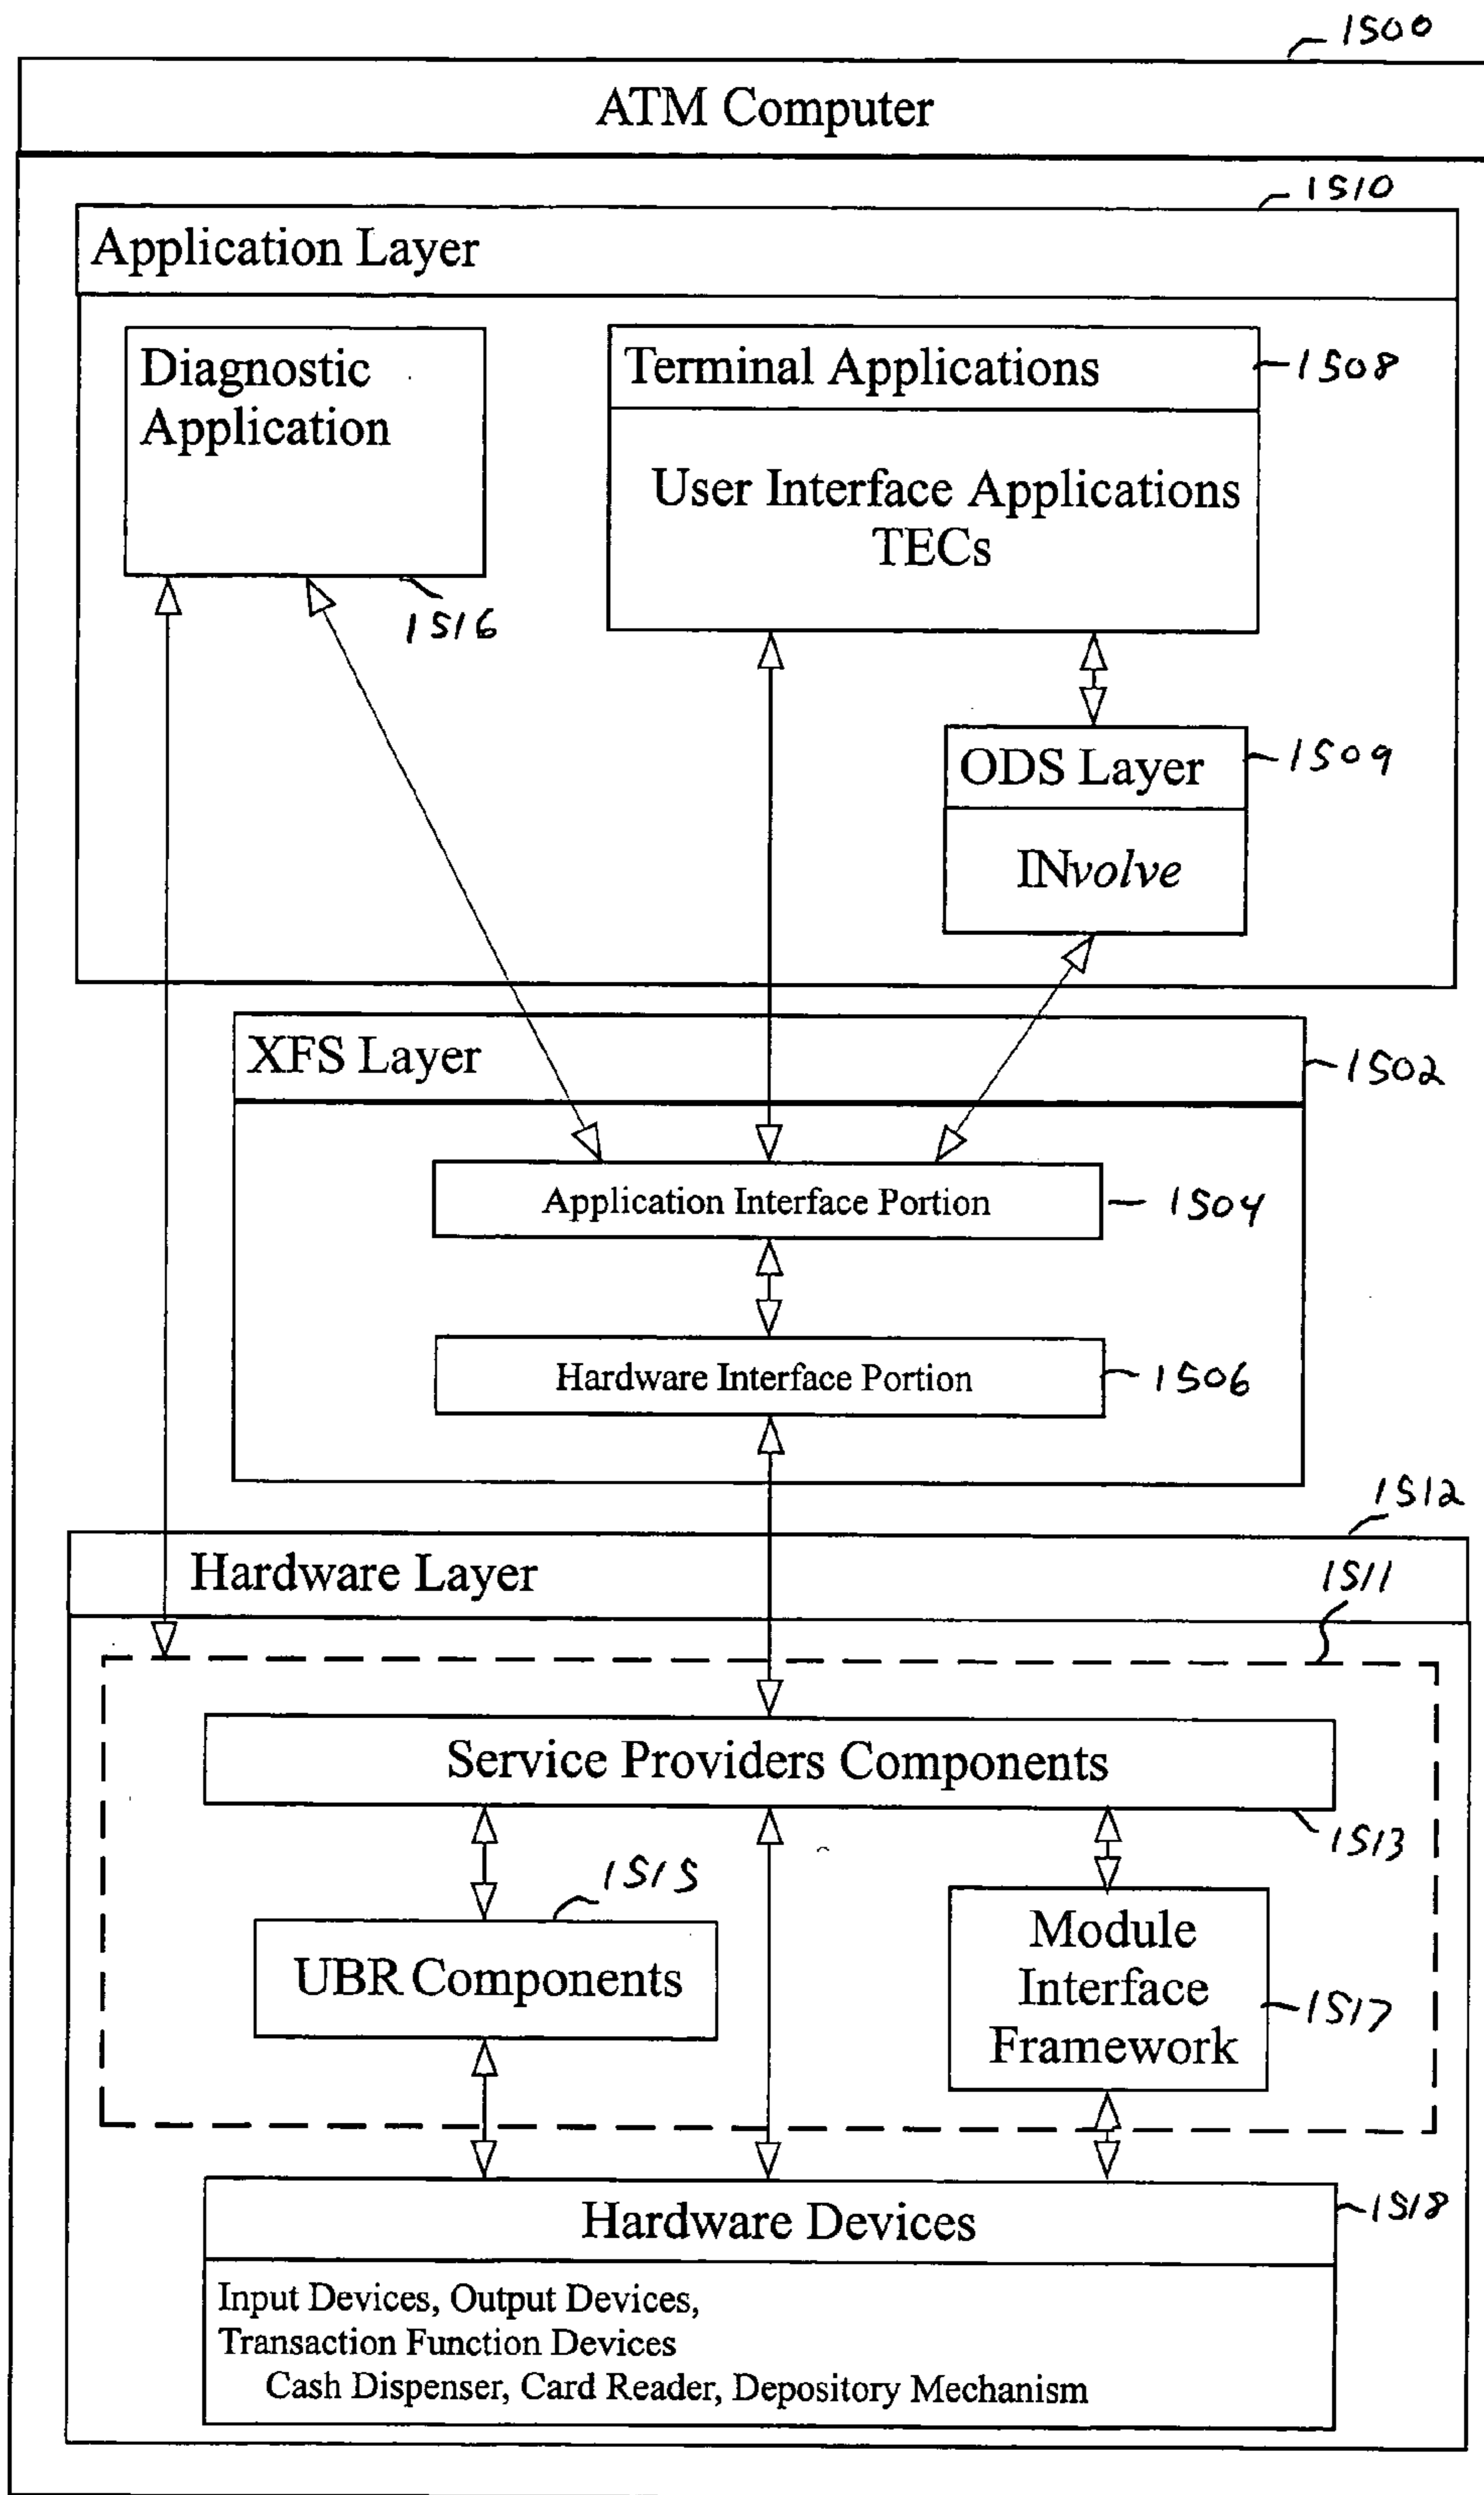 1500
ATM Computer
1510
Application Layer
Diagnostic
Application
1516
Terminal Applications
1508
User Interface Applications
TECs
ODS Layer
1509
INvolve
XFS Layer
1502
Application Interface Portion
1504
Hardware Interface Portion
1506
1512
Hardware Layer
1511
Service Providers Components
1513
1515
UBR Components
Module
Interface
Framework
1517
Hardware Devices
1518
Input Devices, Output Devices,
Transaction Function Devices
Cash Dispenser, Card Reader, Depository Mechanism